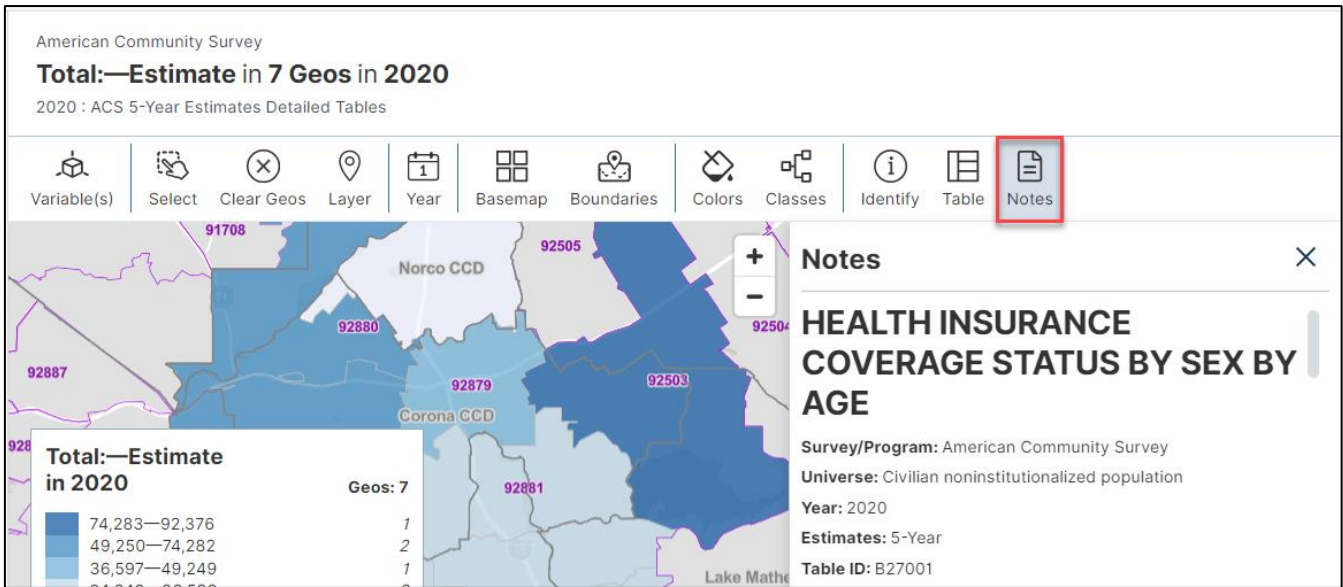 American Community Survey
Total:—Estimate in 7 Geos in 2020
2020 : ACS 5-Year Estimates Detailed Tables
Variable(s) Select Clear Geos Layer Year Basemap Boundaries Colors Classes Identify Table Notes
1
91708
92505
Norco CCD
92880
92504
92887
92879
92503
Corona CCD
92881
Lake Mathe
+
−
Total:—Estimate
in 2020 Geos: 7
74,283—92,376 1
49,250—74,282 2
36,597—49,249 1
Notes
HEALTH INSURANCE
COVERAGE STATUS BY SEX BY
AGE
Survey/Program: American Community Survey
Universe: Civilian noninstitutionalized population
Year: 2020
Estimates: 5-Year
Table ID: B27001